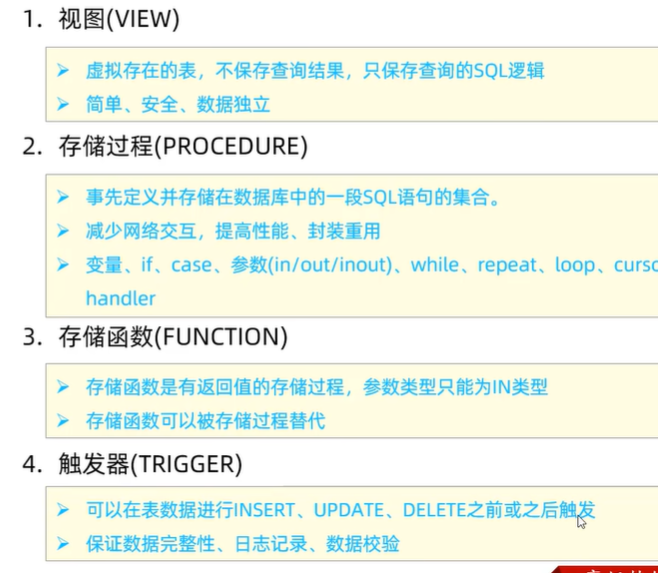 1. 视图(VIEW)
虚拟存在的表，不保存查询结果，只保存查询的SQL逻辑
简单、安全、数据独立
2. 存储过程(PROCEDURE)
事先定义并存储在数据库中的一段SQL语句的集合。
减少网络交互，提高性能、封装重用
变量、if、case、参数(in/out/inout)、while、repeat、loop、
handler
3. 存储函数(FUNCTION)
存储函数是有返回值的存储过程，参数类型只能为IN类型
存储函数可以被存储过程替代
4. 触发器(TRIGGER)
可以在表数据进行INSERT、UPDATE、DELETE之前或之后触发
保证数据完整性、日志记录、数据校验